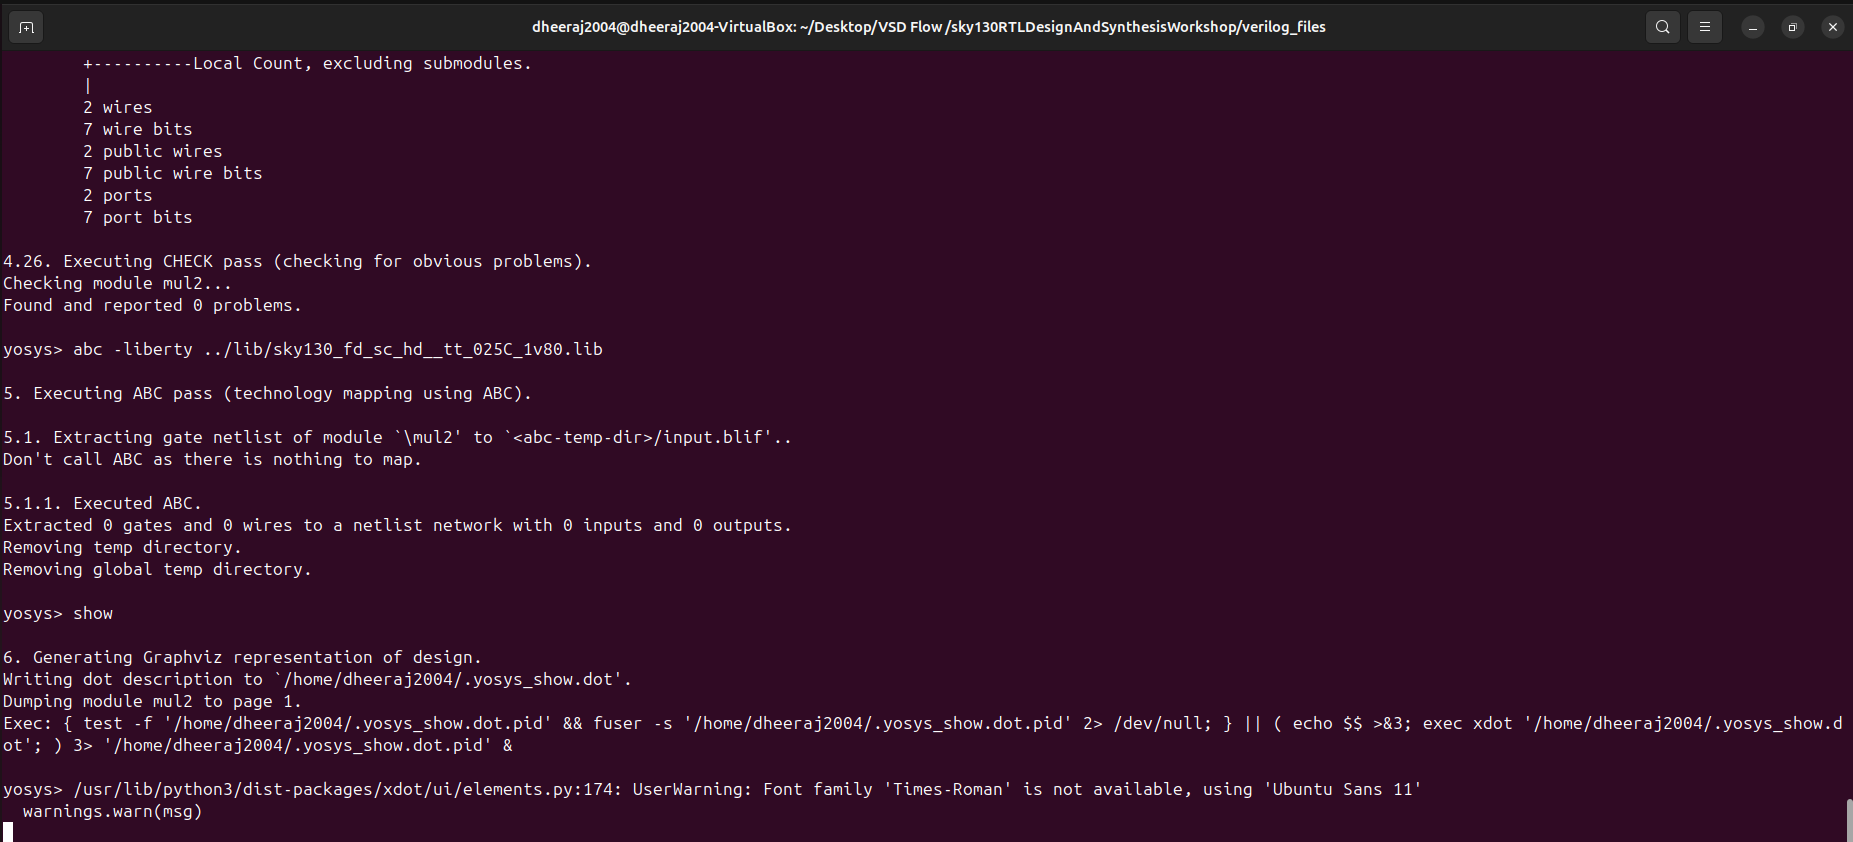 dheeraj2004@dheeraj2004-VirtualBox: ~/Desktop/VSD Flow /sky130RTLDesignAndSynthesisWorkshop/verilog_files
        +----------Local Count, excluding submodules.
        |
        2 wires
        7 wire bits
        2 public wires
        7 public wire bits
        2 ports
        7 port bits

4.26. Executing CHECK pass (checking for obvious problems).
Checking module mul2...
Found and reported 0 problems.

yosys> abc -liberty ../lib/sky130_fd_sc_hd__tt_025C_1v80.lib

5. Executing ABC pass (technology mapping using ABC).

5.1. Extracting gate netlist of module `\mul2' to `<abc-temp-dir>/input.blif'..
Don't call ABC as there is nothing to map.

5.1.1. Executed ABC.
Extracted 0 gates and 0 wires to a netlist network with 0 inputs and 0 outputs.
Removing temp directory.
Removing global temp directory.

yosys> show

6. Generating Graphviz representation of design.
Writing dot description to `/home/dheeraj2004/.yosys_show.dot'.
Dumping module mul2 to page 1.
Exec: { test -f '/home/dheeraj2004/.yosys_show.dot.pid' && fuser -s '/home/dheeraj2004/.yosys_show.dot.pid' 2> /dev/null; } || ( echo $$ >&3; exec xdot '/home/dheeraj2004/.yosys_show.d
ot'; ) 3> '/home/dheeraj2004/.yosys_show.dot.pid' &

yosys> /usr/lib/python3/dist-packages/xdot/ui/elements.py:174: UserWarning: Font family 'Times-Roman' is not available, using 'Ubuntu Sans 11'
  warnings.warn(msg)